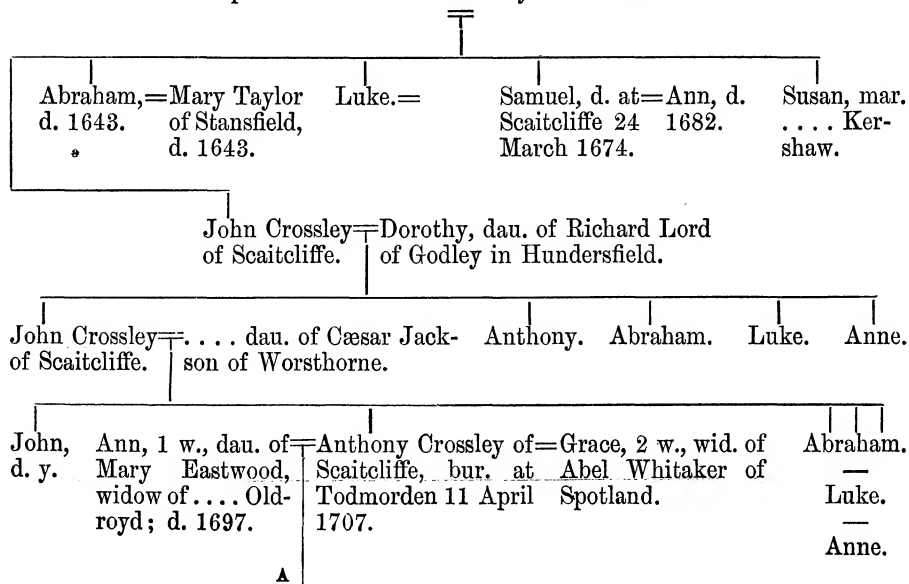 Abraham,=Mary Taylor
d. 1643. of Stansfield,
d. 1643.
Luke.=
Samuel, d. at=Ann, d.
Scaitcliffe 24 1682.
March 1674.
Susan, mar.
. . . . Ker-
shaw.
John Crossley=Dorothy, dau. of Richard Lord
of Scaitcliffe. of Godley in Hundersfield.
John Crossley=. . . . dau. of Cæsar Jack-
of Scaitcliffe. son of Worsthorne.
Anthony.
Abraham.
Luke.
Anne.
John,
d. y.
Ann, 1 w., dau. of=Anthony Crossley of=Grace, 2 w., wid. of
Mary Eastwood, Scaitcliffe, bur. at Abel Whitaker of
widow of . . . . Old- Todmorden 11 April Spotland.
royd; d. 1697. 1707.
Abraham.
—
Luke.
—
Anne.
A